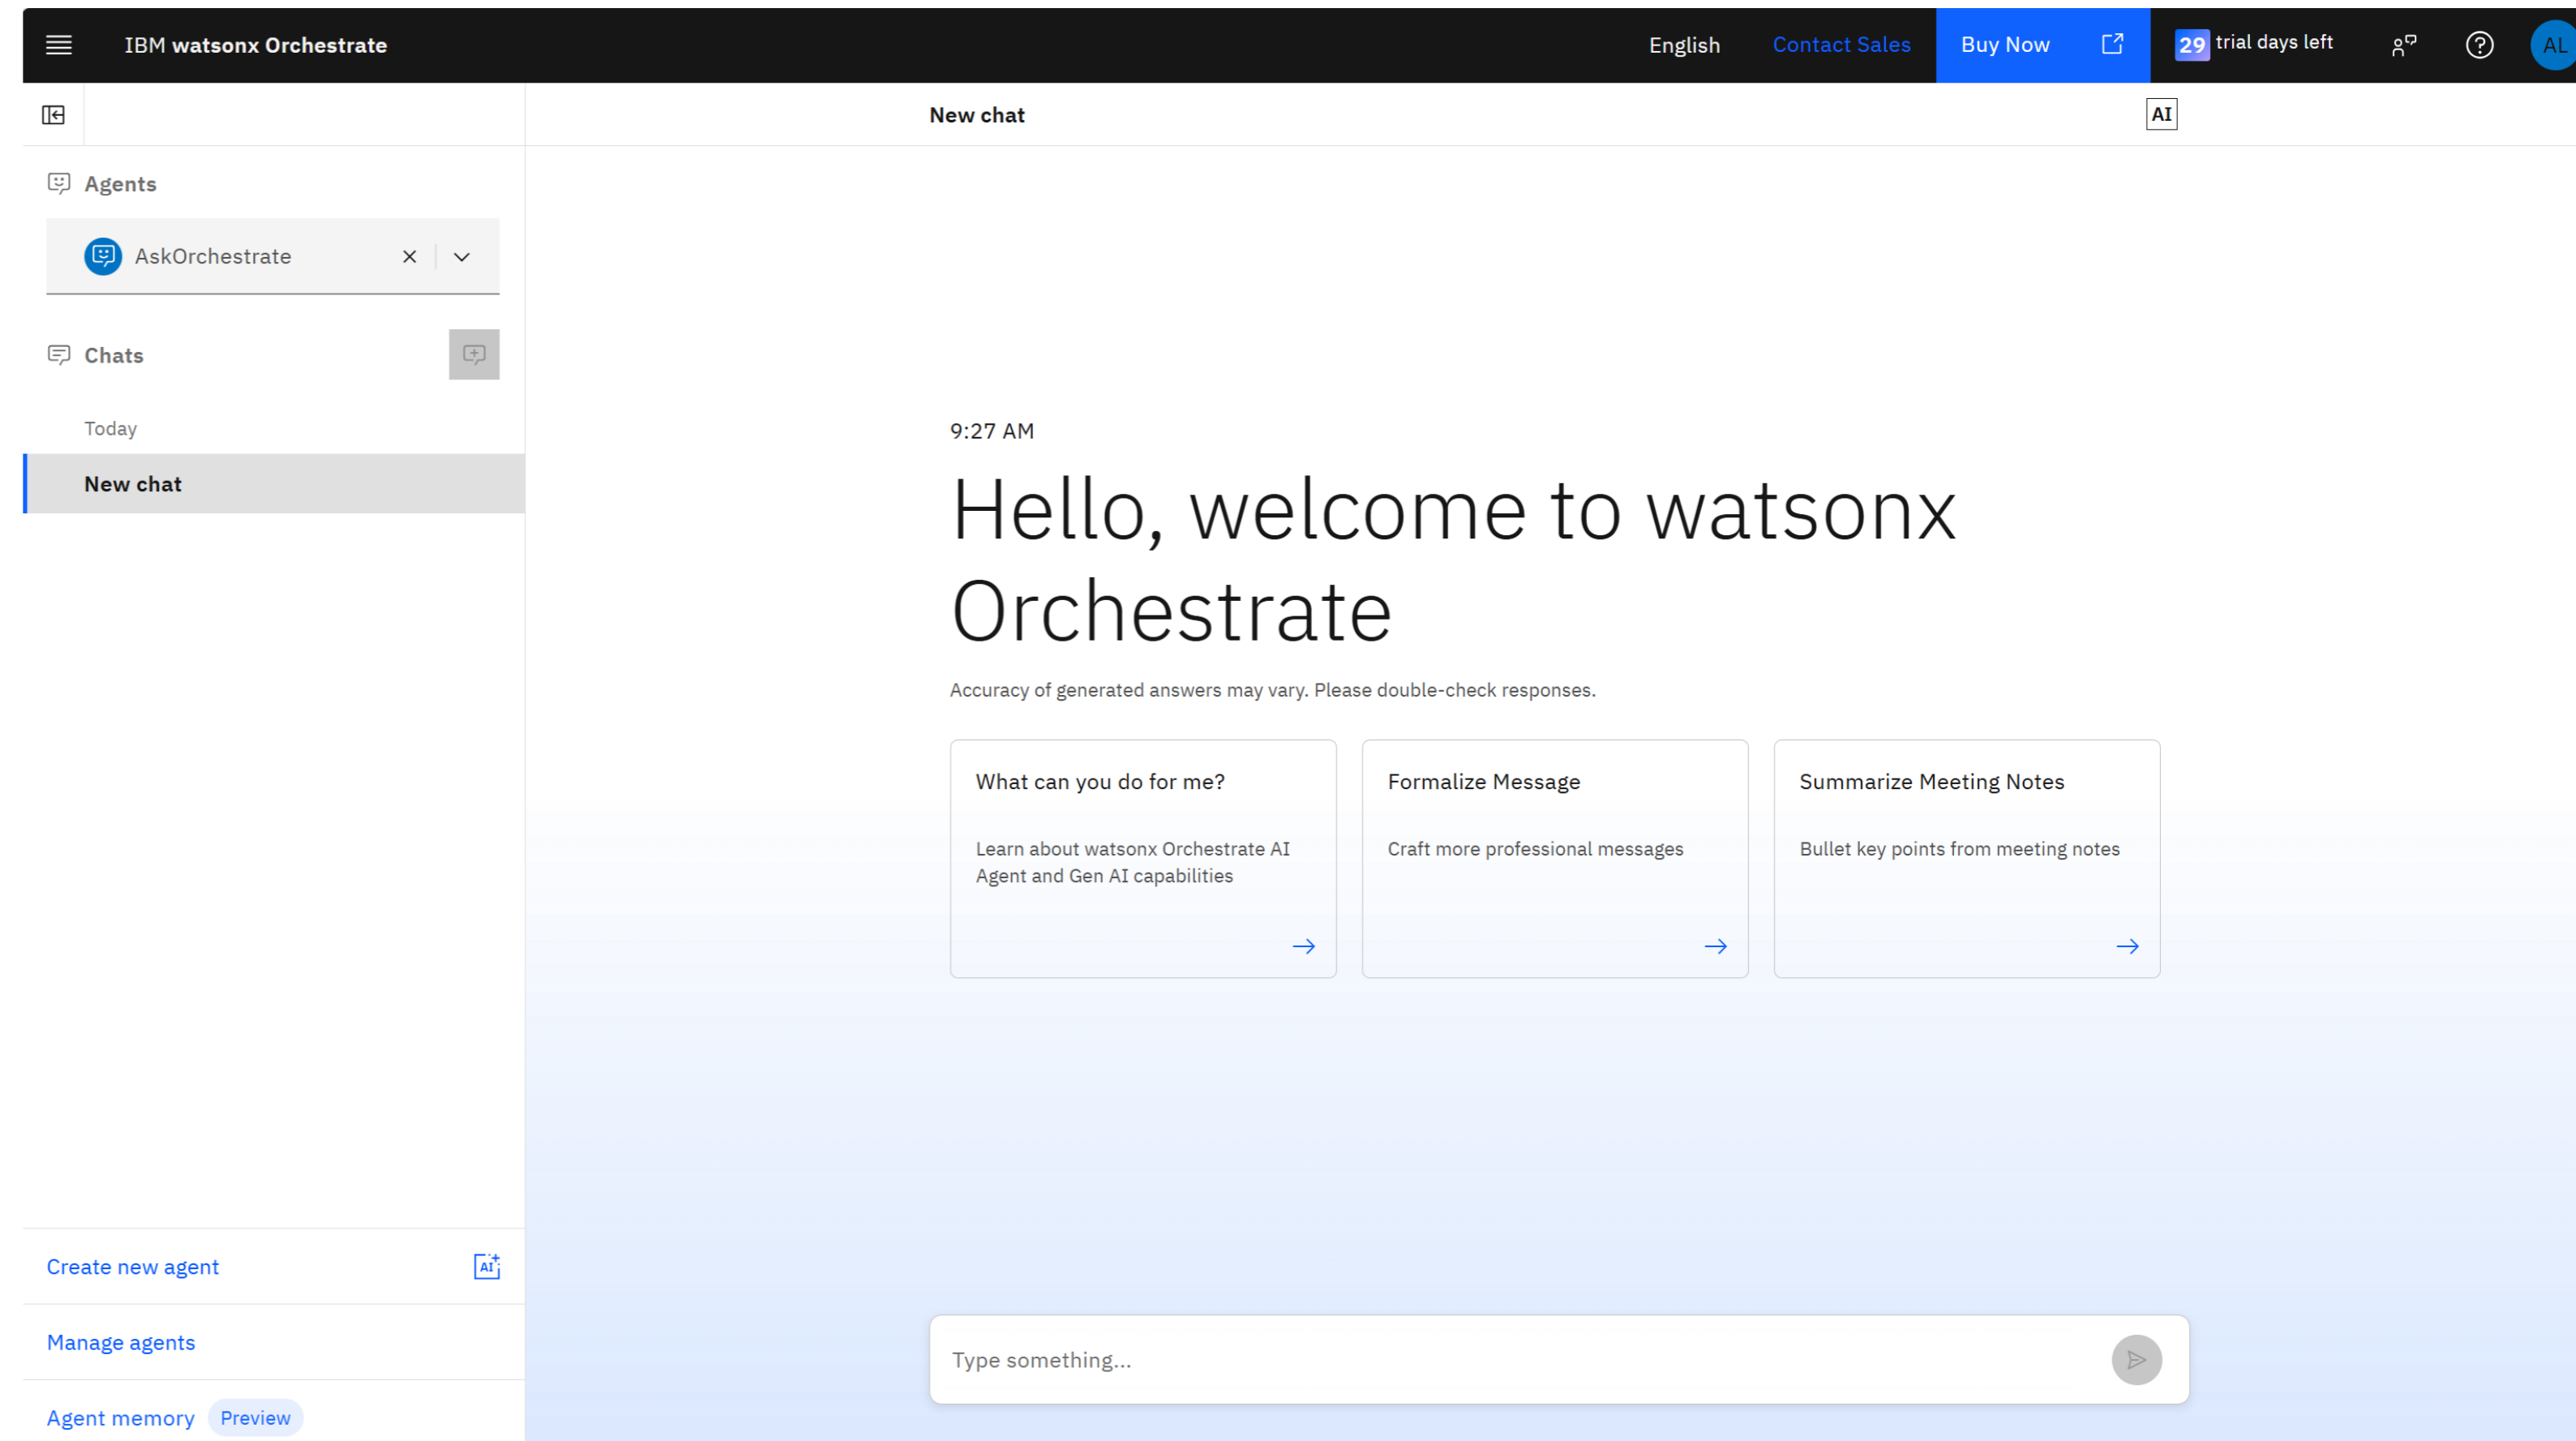 IBM watsonx Orchestrate
English
Contact Sales
Buy Now
29 trial days left
AL
New chat
AI
Agents
AskOrchestrate
Chats
Today
New chat
Create new agent
AI
Manage agents
Agent memory
Preview
9:27 AM
Hello, welcome to watsonx
Orchestrate
Accuracy of generated answers may vary. Please double-check responses.
What can you do for me?
Learn about watsonx Orchestrate AI
Agent and Gen AI capabilities
Formalize Message
Craft more professional messages
Summarize Meeting Notes
Bullet key points from meeting notes
Type something...